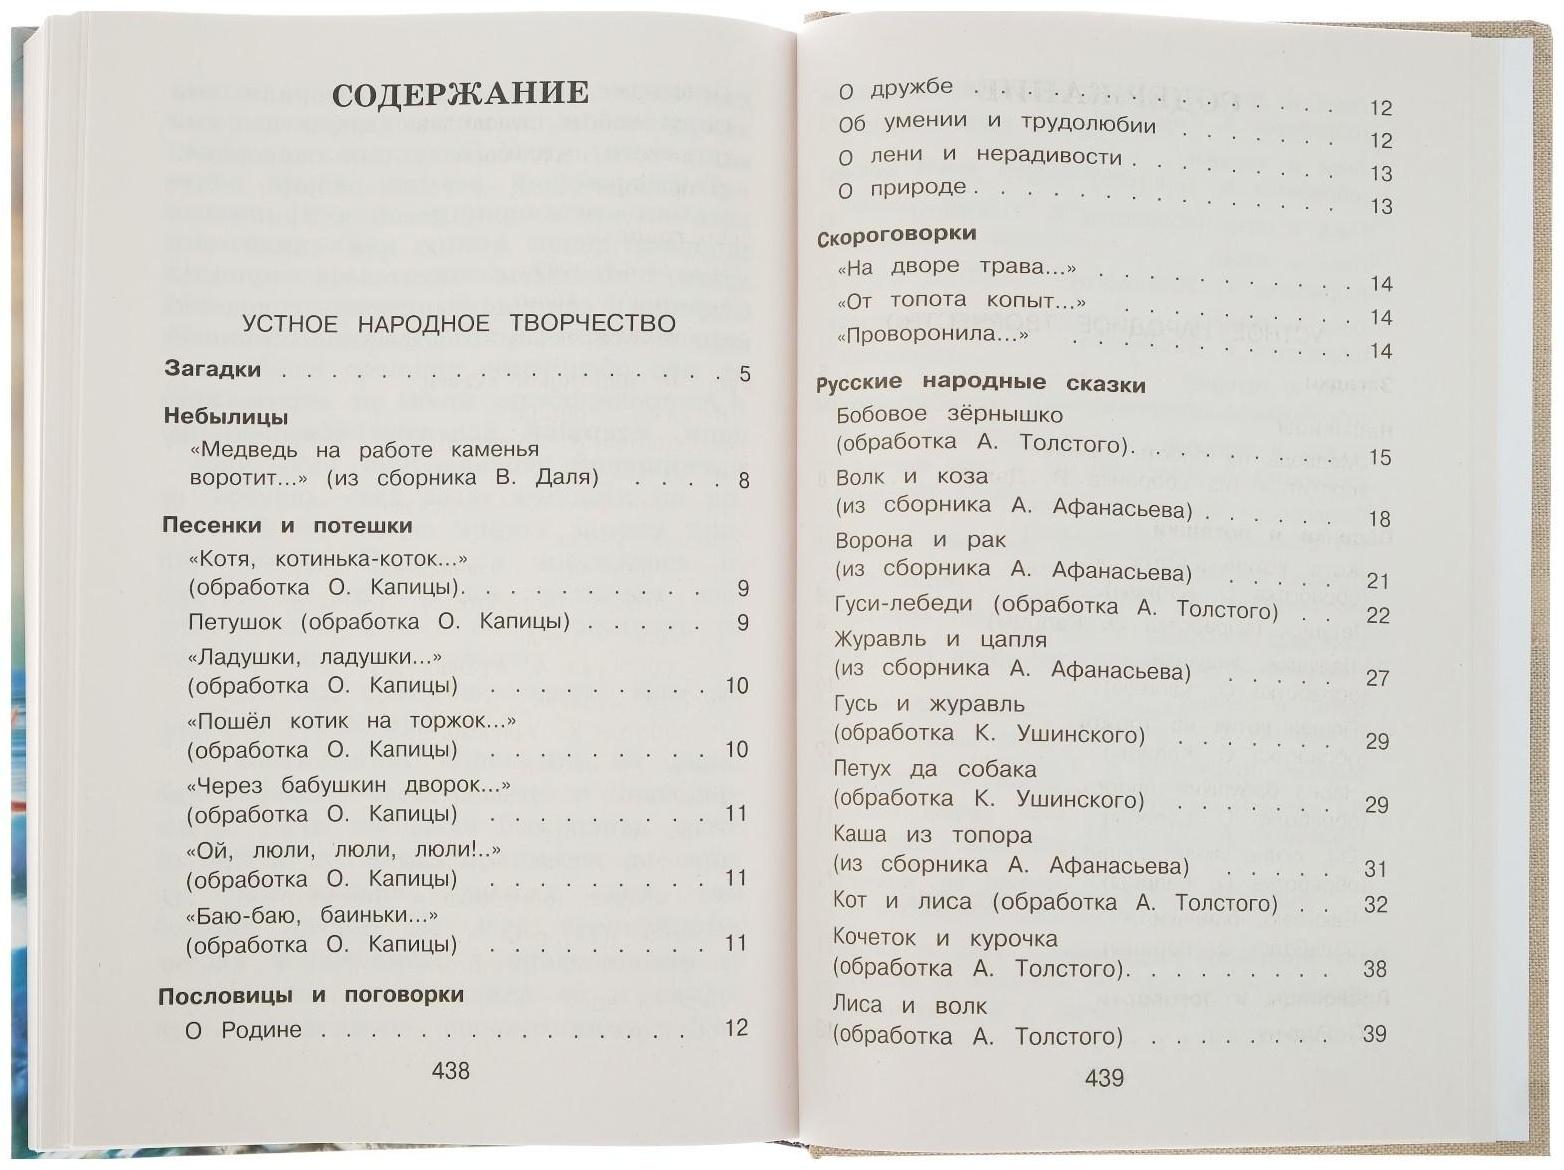 СОДЕРЖАНИЕ
УСТНОЕ НАРОДНОЕ ТВОРЧЕСТВО
Загадки . . . . . . . . . . . . . . . . . . 5
Небылицы
«Медведь на работе каменья
воротит...» (из сборника В. Даля) . . . . 8
Песенки и потешки
«Котя, котинька-коток...»
(обработка О. Капицы). . . . . . . . . . . 9
Петушок (обработка О. Капицы) . . . . . 9
«Ладушки, ладушки...»
(обработка О. Капицы) . . . . . . . . . . 10
«Пошёл котик на торжок...»
(обработка О. Капицы) . . . . . . . . . . 10
«Через бабушкин дворок...»
(обработка О. Капицы) . . . . . . . . . . 11
«Ой, люли, люли, люли!..»
(обработка О. Капицы) . . . . . . . . . . 11
«Баю-баю, баиньки...»
(обработка О. Капицы) . . . . . . . . . . 11
Пословицы и поговорки
О Родине . . . . . . . . . . . . . . . . 12
438
О дружбе . . . . . . . . . . . . . . . . 12
Об умении и трудолюбии . . . . . . . 12
О лени и нерадивости . . . . . . . . . 13
О природе . . . . . . . . . . . . . . . 13
Скороговорки
«На дворе трава...» . . . . . . . . . . . 14
«От топота копыт...» . . . . . . . . . . . 14
«Проворонила...» . . . . . . . . . . . . 14
Русские народные сказки
Бобовое зёрнышко
(обработка А. Толстого). . . . . . . . . . 15
Волк и коза
(из сборника А. Афанасьева) . . . . . . 18
Ворона и рак
(из сборника А. Афанасьева) . . . . . 21
Гуси-лебеди (обработка А. Толстого) . . 22
Журавль и цапля
(из сборника А. Афанасьева) . . . . . 27
Гусь и журавль
(обработка К. Ушинского) . . . . . . . 29
Петух да собака
(обработка К. Ушинского) . . . . . . . 29
Каша из топора
(из сборника А. Афанасьева) . . . . . 31
Кот и лиса (обработка А. Толстого) . . 32
Кочеток и курочка
(обработка А. Толстого). . . . . . . . . 38
Лиса и волк
(обработка А. Толстого) . . . . . . . . 39
439